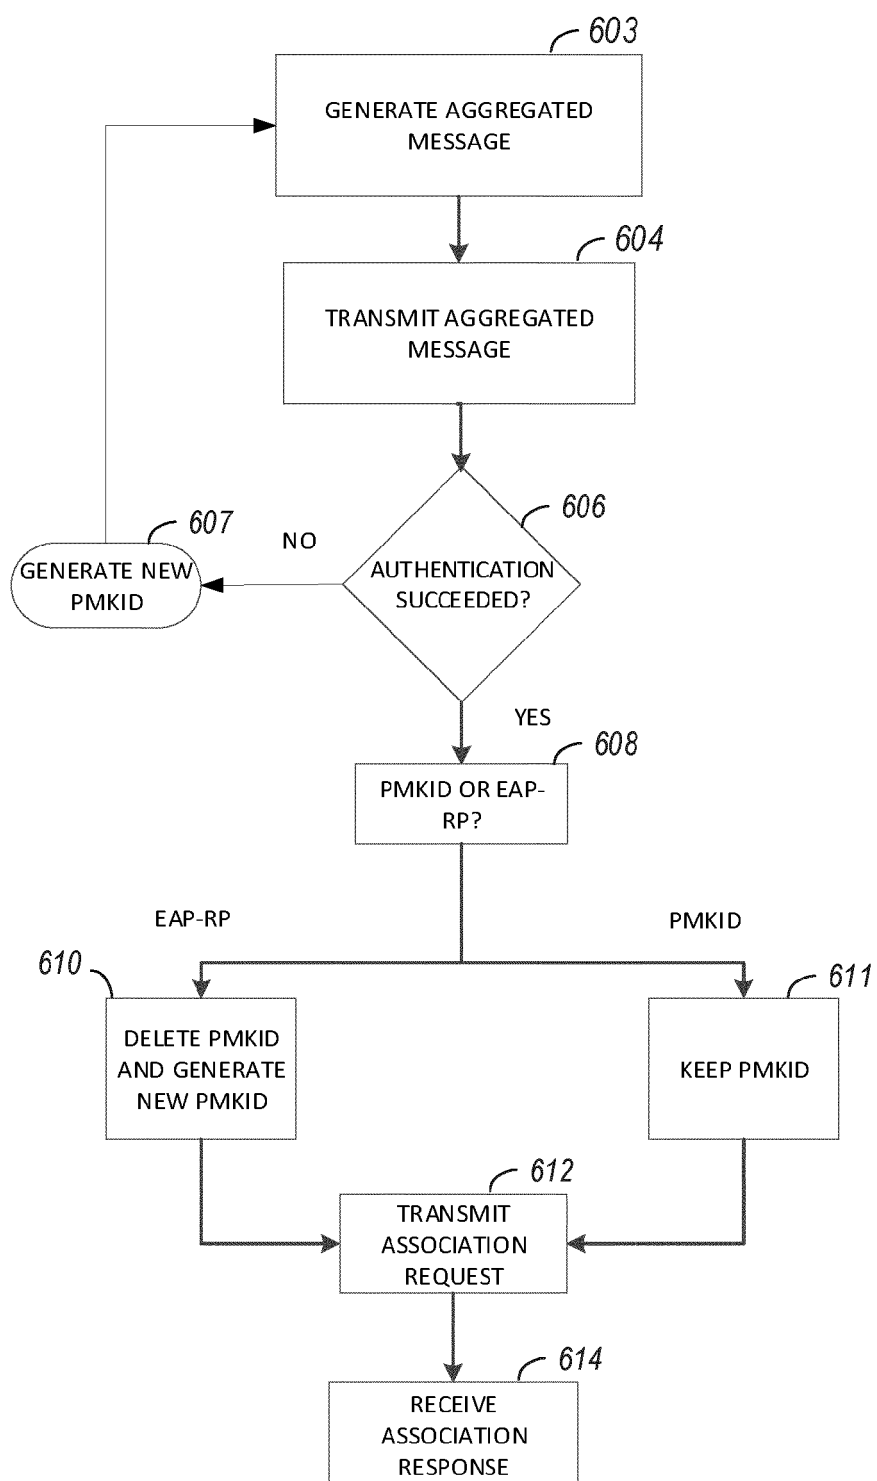 603
GENERATE AGGREGATED
MESSAGE
604
TRANSMIT AGGREGATED
MESSAGE
606
AUTHENTICATION
SUCCEEDED?
NO
607
GENERATE NEW
PMKID
YES
608
PMKID OR EAP-
RP?
EAP-RP
PMKID
610
DELETE PMKID
AND GENERATE
NEW PMKID
611
KEEP PMKID
612
TRANSMIT
ASSOCIATION
REQUEST
614
RECEIVE
ASSOCIATION
RESPONSE